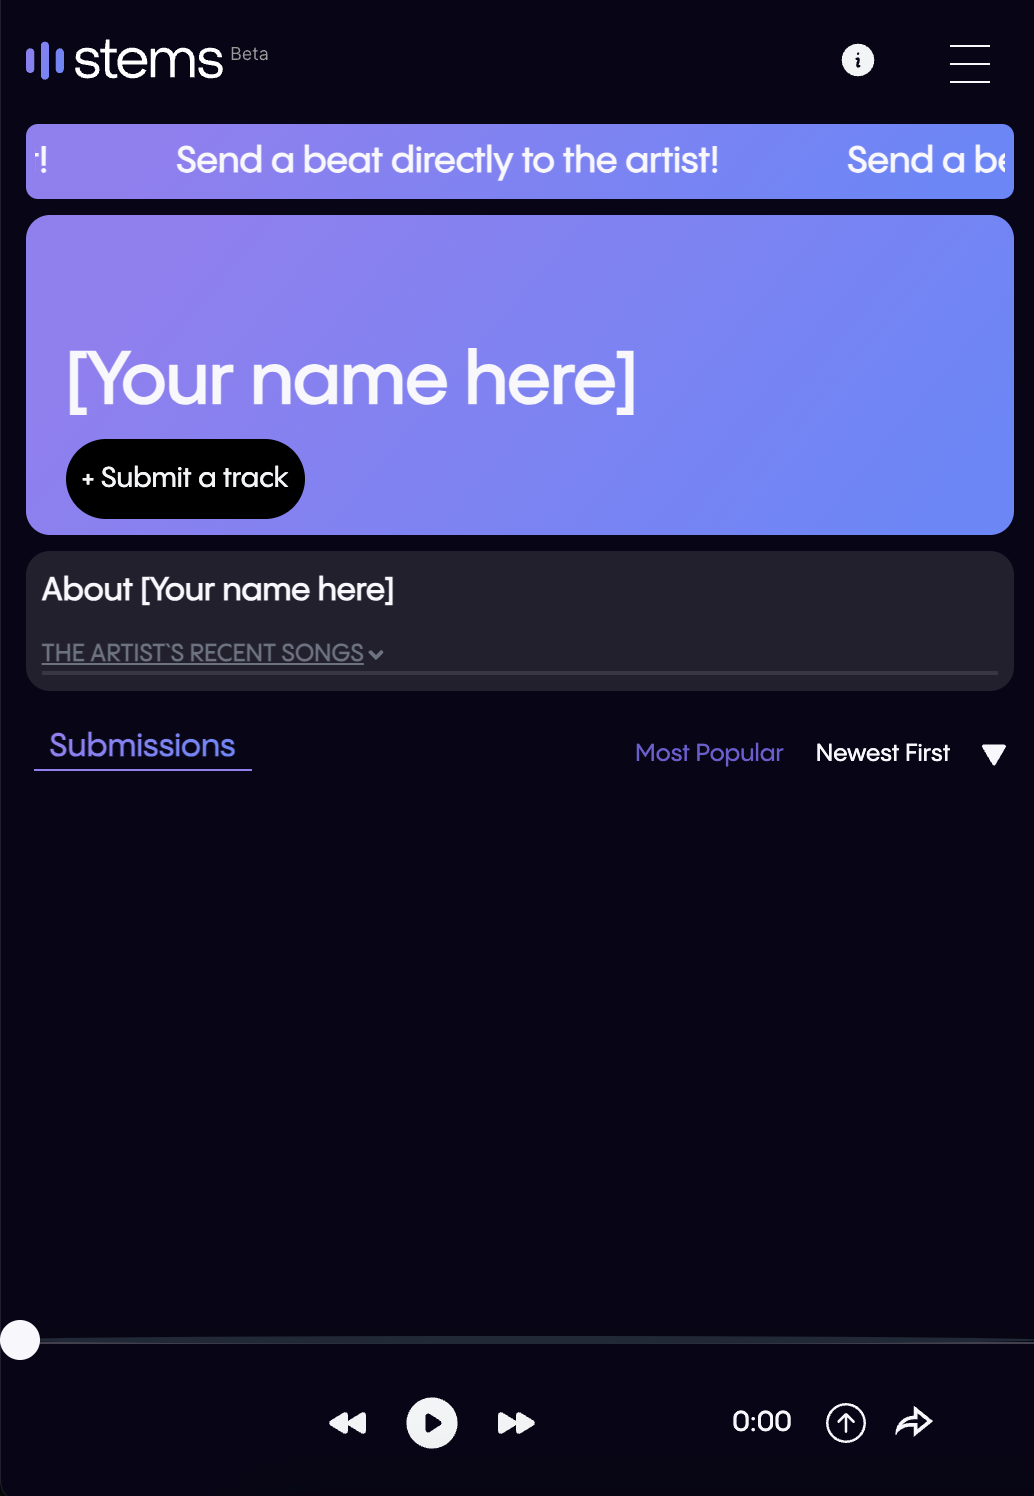 stems Beta
r! Send a beat directly to the artist! Send a be
[Your name here]
+ Submit a track
About [Your name here]
THE ARTIST`S RECENT SONGS
Submissions
Most Popular Newest First
0:00